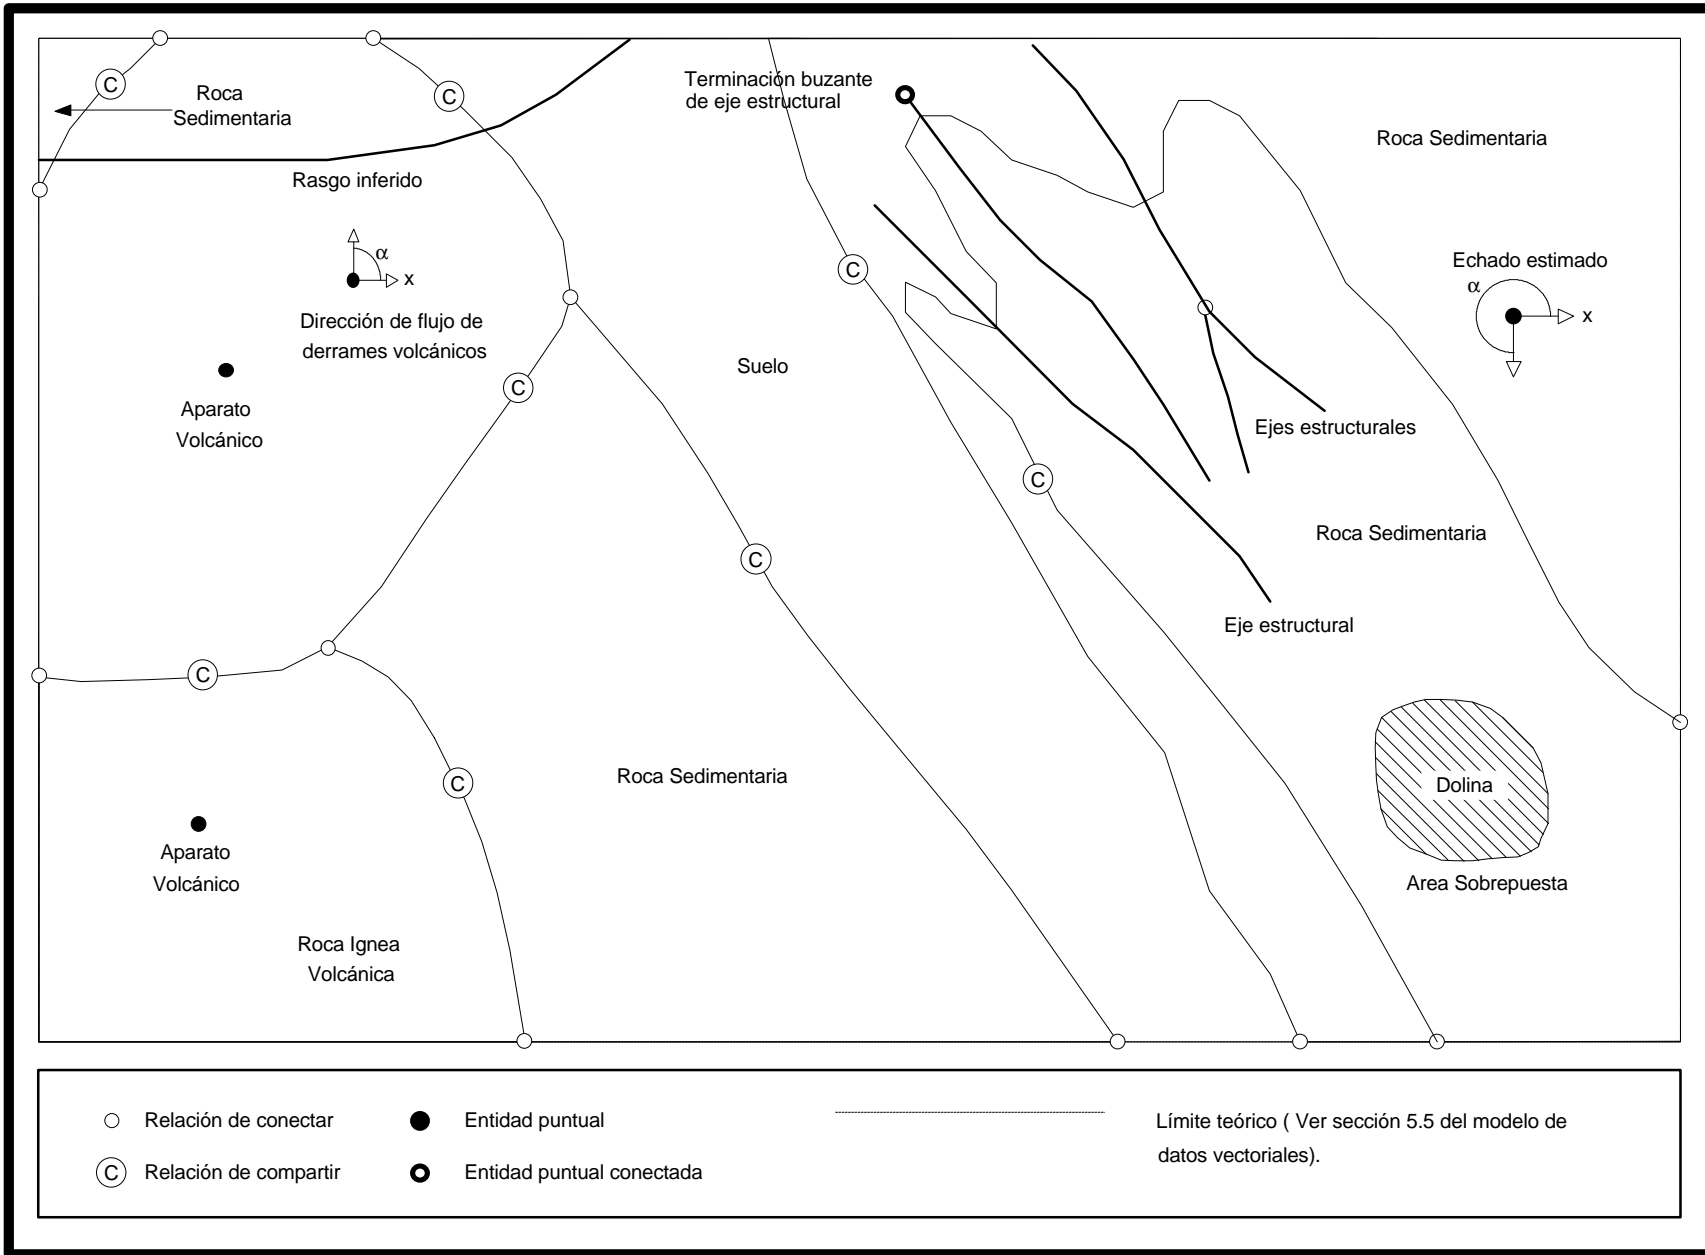 C
Roca
Sedimentaria
C
Terminación buzante
de eje estructural
Roca Sedimentaria
Rasgo inferido
α
x
Dirección de flujo de
derrames volcánicos
C
Echado estimado
α
x
Suelo
C
Aparato
Volcánico
Ejes estructurales
C
Roca Sedimentaria
C
Eje estructural
C
C
Roca Sedimentaria
Dolina
Aparato
Volcánico
Area Sobrepuesta
Roca Ignea
Volcánica
Relación de conectar
Entidad puntual
Límite teórico ( Ver sección 5.5 del modelo de
datos vectoriales).
C
Relación de compartir
Entidad puntual conectada